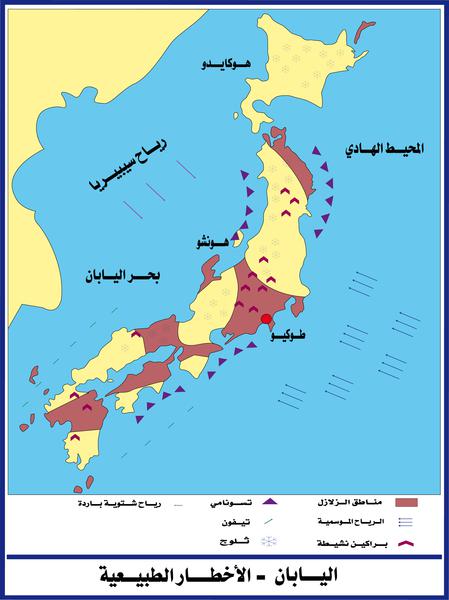 هوكايدو
المحيط الهادي
رياح سيبيريا
هونشو
بحر اليابان
طوكيو
مناطق الزلازل
تسونامي
رياح شتوية باردة
الرياح الموسمية
تيفون
براكين نشيطة
ثلوج
اليابان - الأخطار الطبيعية